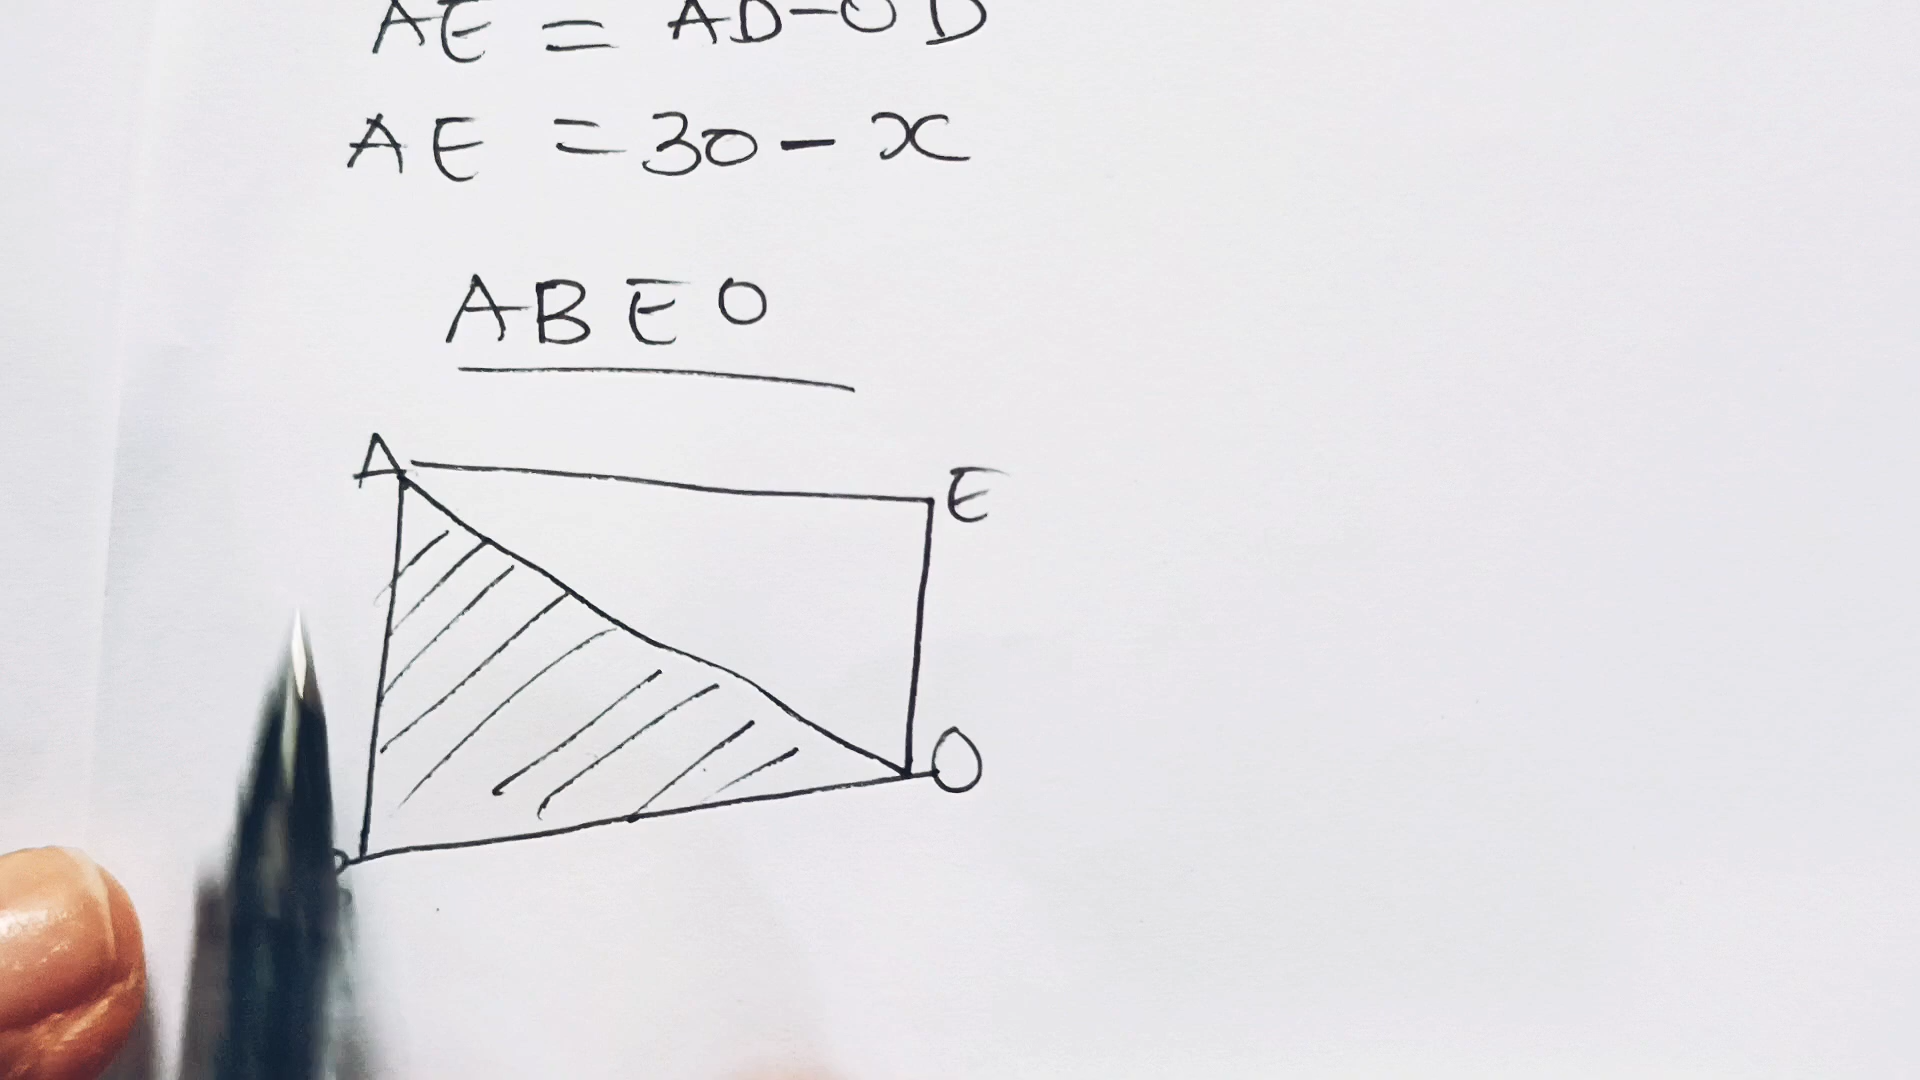 AE = AD-OD
AE = 30-x
ABEO
A
E
O